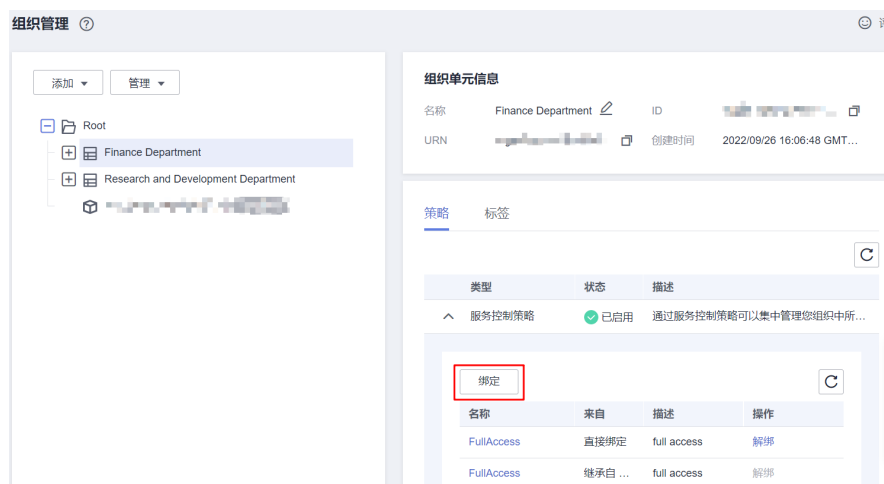 组织管理
添加 管理
Root
Finance Department
Research and Development Department
组织单元信息
名称 Finance Department ID
URN 创建时间 2022/09/26 16:06:48 GMT...
策略 标签
类型 状态 描述
服务控制策略 已启用 通过服务控制策略可以集中管理您组织中所...
绑定
名称 来自 描述 操作
FullAccess 直接绑定 full access 解绑
FullAccess 继承自 ... full access 解绑